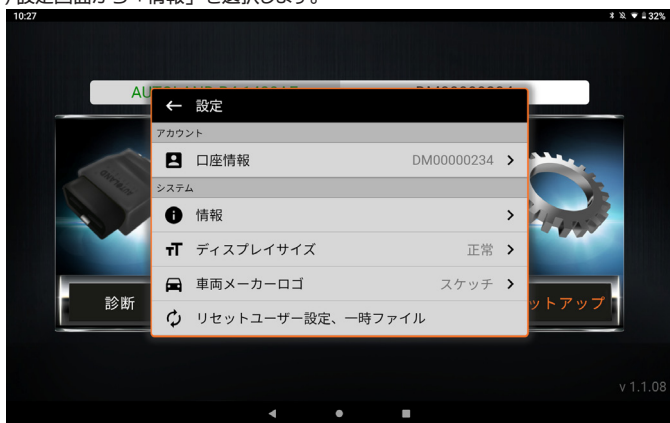 設定画面から「情報」を選択します。
10:27
32%
設定
アカウント
口座情報 DM00000234
システム
情報
ディスプレイサイズ 正常
車両メーカーロゴ スケッチ
リセットユーザー設定、一時ファイル
診断
ットアップ
v 1.1.08